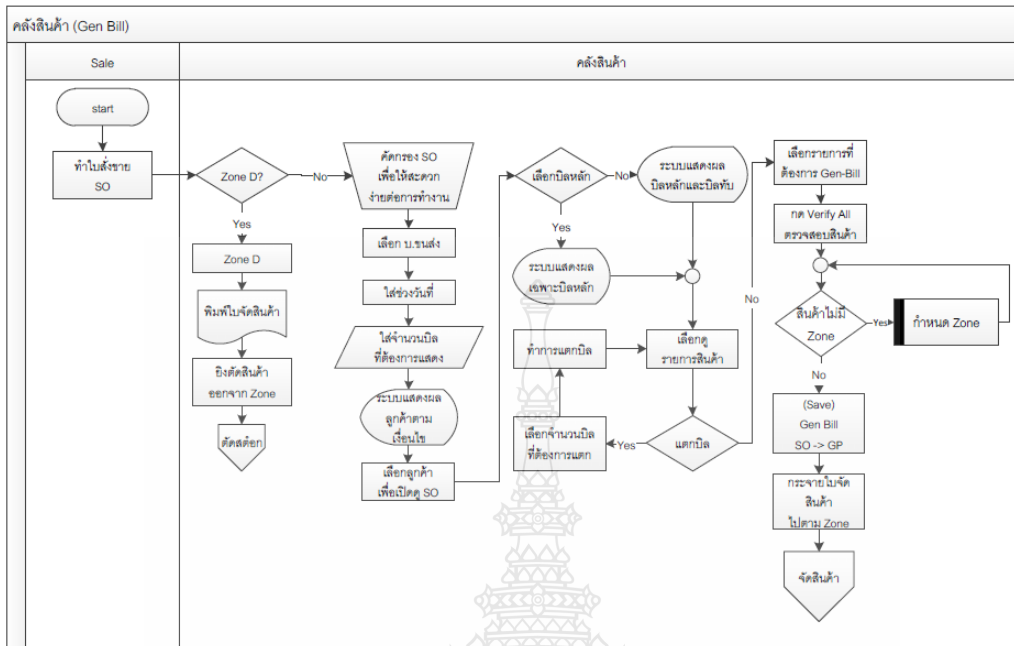 คลังสินค้า (Gen Bill)
Sale
คลังสินค้า
start
ทำใบสั่งขาย
SO
Zone D?
No
Yes
Zone D
พิมพ์ใบจัดสินค้า
ยิงตัดสินค้า
ออกจาก Zone
ตัดสต๊อก
คัดกรอง SO
เพื่อให้สะดวก
ง่ายต่อการทำงาน
เลือก บ.ขนส่ง
ใส่ช่วงวันที่
ใส่จำนวนบิล
ที่ต้องการแสดง
ระบบแสดงผล
ลูกค้าตาม
เงื่อนไข
เลือกลูกค้า
เพื่อเปิดดู SO
เลือกบิลหลัก
No
Yes
ระบบแสดงผล
เฉพาะบิลหลัก
ระบบแสดงผล
บิลหลักและบิลทับ
เลือกดู
รายการสินค้า
แตกบิล
Yes
เลือกจำนวนบิล
ที่ต้องการแตก
ทำการแตกบิล
No
เลือกรายการที่
ต้องการ Gen-Bill
กด Verify All
ตรวจสอบสินค้า
สินค้าไม่มี
Zone
Yes
กำหนด Zone
No
(Save)
Gen Bill
SO -> GP
กระจายใบจัด
สินค้า
ไปตาม Zone
จัดสินค้า